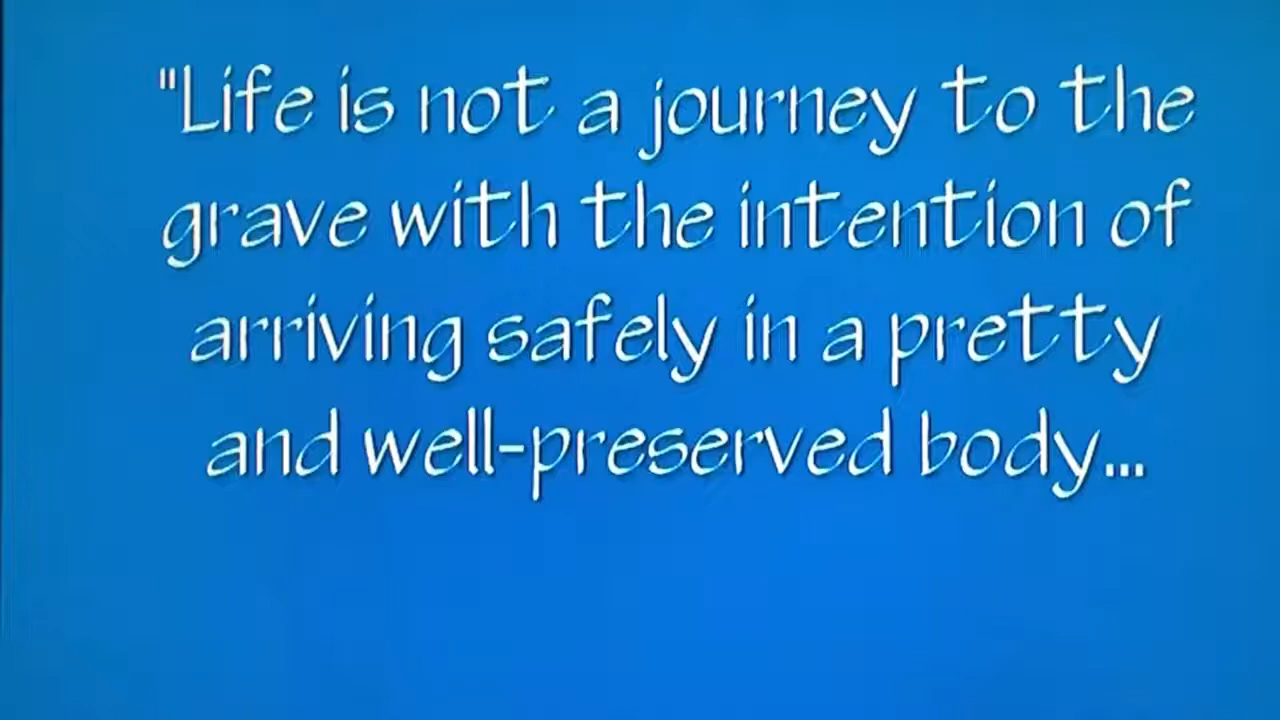 "Life is not a journey to the
grave with the intention of
arriving safely in a pretty
and well-preserved body...